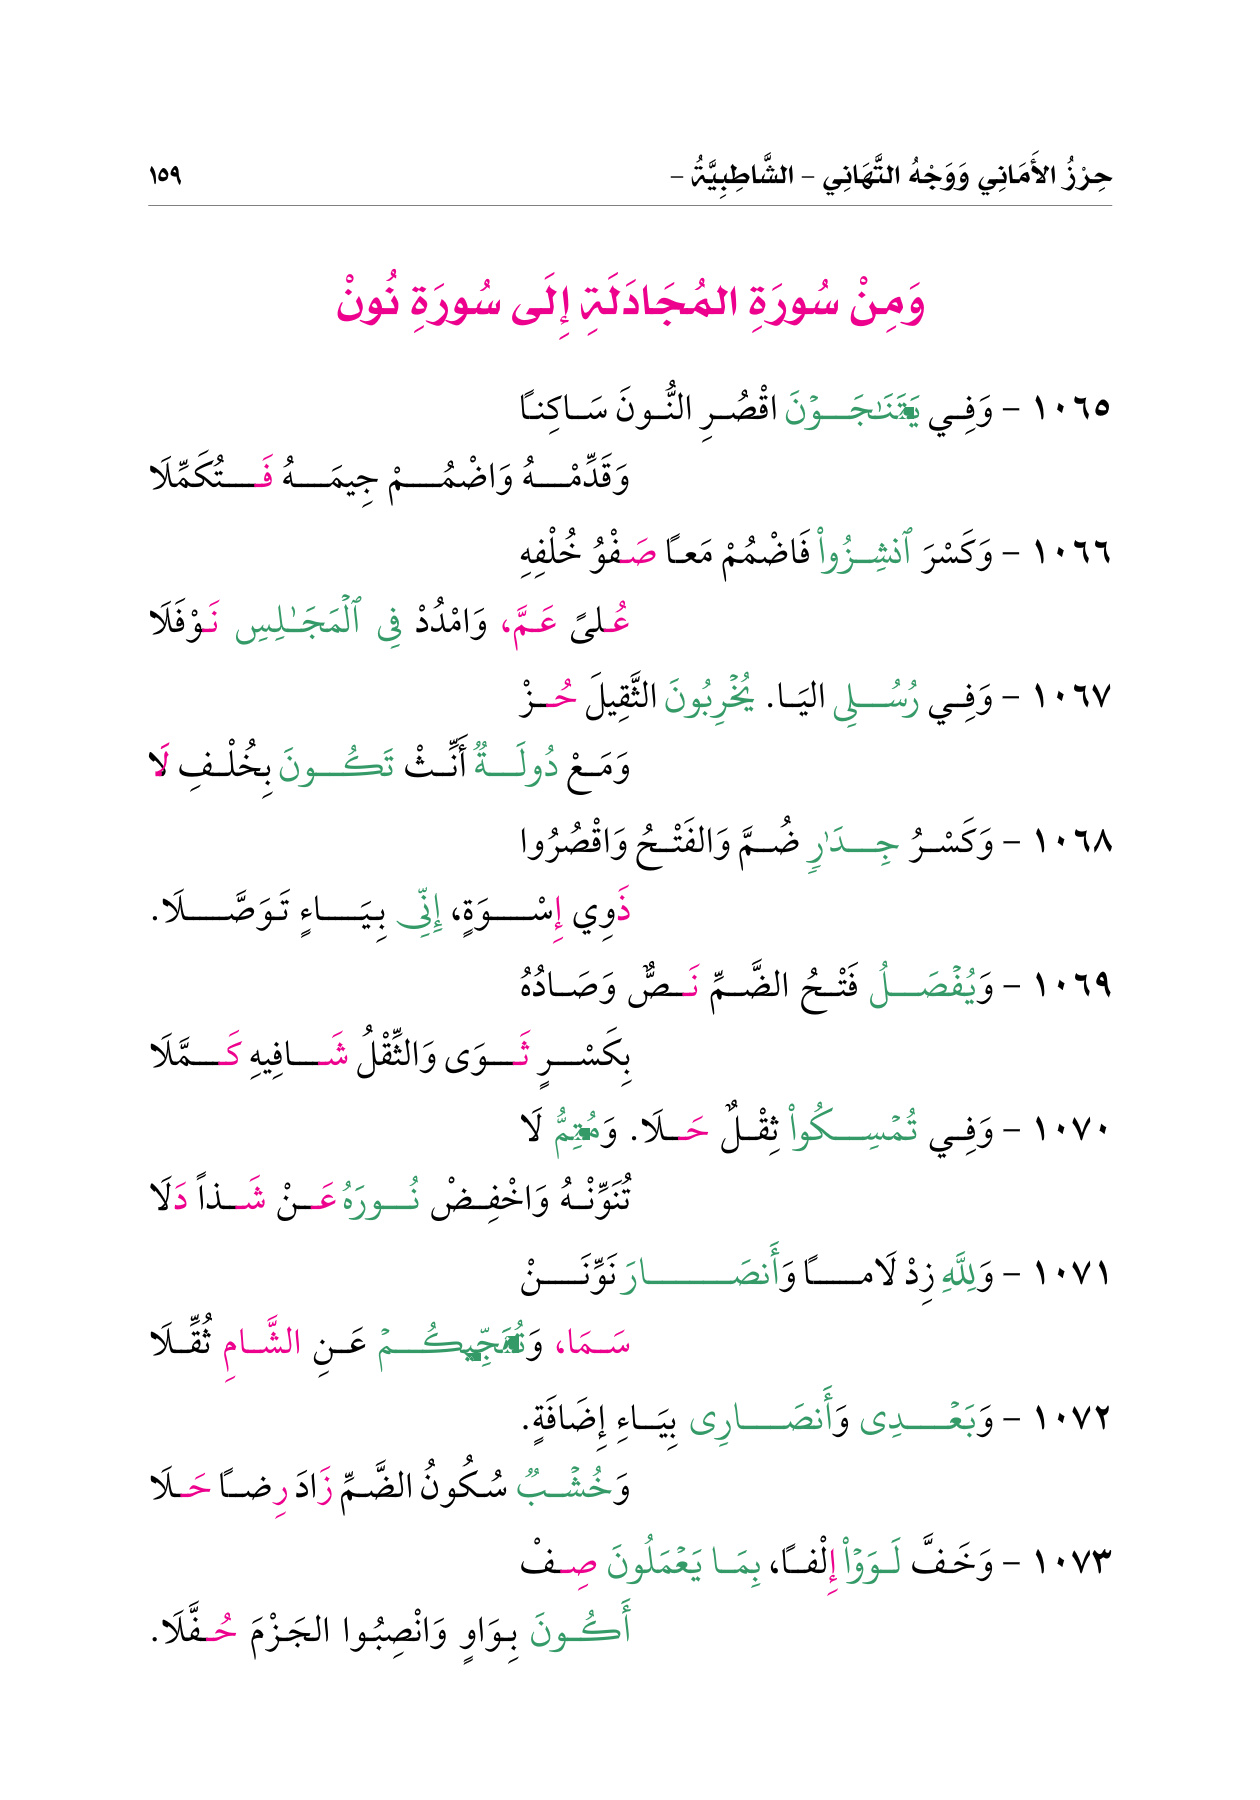 حِرْزُ الأَمَانِي وَوَجْهُ التَّهَانِي – الشَّاطِبِيَّةُ – ١٥٩
وَمِنْ سُورَةِ المُجَادَلَةِ إِلَى سُورَةِ نُونْ
١٠٦٥ – وَفِي يَتَنَٰجَوْنَ اقْصُرِ النُّونَ سَاكِنًا
وَقَدِّمْهُ وَاضْمُمْ جِيمَهُ فَتُكَمِّلَا
١٠٦٦ – وَكَسْرَ ٱنشِزُواْ فَاضْمُمْ مَعًا صَفْوُ خُلْفِهِ
عُلىً عَمَّ، وَامْدُدْ فِي ٱلْمَجَٰلِسِ نَوْفَلَا
١٠٦٧ – وَفِي رُسُلِى اليَا. يُخْرِبُونَ الثَّقِيلَ حُزْ
وَمَعْ دُولَةٌ أَنِّثْ تَكُونَ بِخُلْفِ لَا
١٠٦٨ – وَكَسْرُ جِدَٰرٍ ضُمَّ وَالفَتْحُ وَاقْصُرُوا
ذَوِي إِسْوَةٍ، إِنِّى بِيَاءٍ تَوَصَّلَا.
١٠٦٩ – وَيُفْصَلُ فَتْحُ الضَّمِّ نَصٌّ وَصَادُهُ
بِكَسْرٍ ثَوَى وَالثِّقْلُ شَافِيهِ كَمَّلَا
١٠٧٠ – وَفِي تُمْسِكُواْ ثِقْلٌ حَلَا. وَمُتِمُّ لَا
تُنَوِّنْهُ وَاخْفِضْ نُورَهُ عَنْ شَذاً دَلَا
١٠٧١ – وَلِلَّهِ زِدْ لَامًا وَأَنصَارَ نَوِّنَنْ
سَمَا، وَتُنَجِّيكُمْ عَنِ الشَّامِ ثُقِّلَا
١٠٧٢ – وَبَعْدِى وَأَنصَارِى بِيَاءِ إِضَافَةٍ.
وَخُشْبٌ سُكُونُ الضَّمِّ زَادَ رِضًا حَلَا
١٠٧٣ – وَخَفَّ لَوَوْاْ إِلْفًا، بِمَا يَعْمَلُونَ صِفْ
أَكُونَ بِوَاوٍ وَانْصِبُوا الجَزْمَ حُفَّلَا.